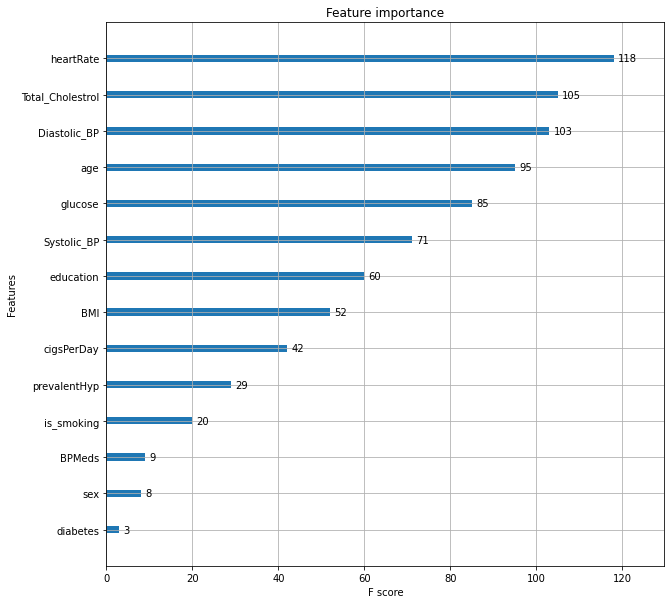 Feature importance
heartRate 118
Total_Cholestrol 105
Diastolic_BP 103
age 95
glucose 85
Systolic_BP 71
education 60
BMI 52
cigsPerDay 42
prevalentHyp 29
is_smoking 20
BPMeds 9
sex 8
diabetes 3
0 20 40 60 80 100 120
F score
Features